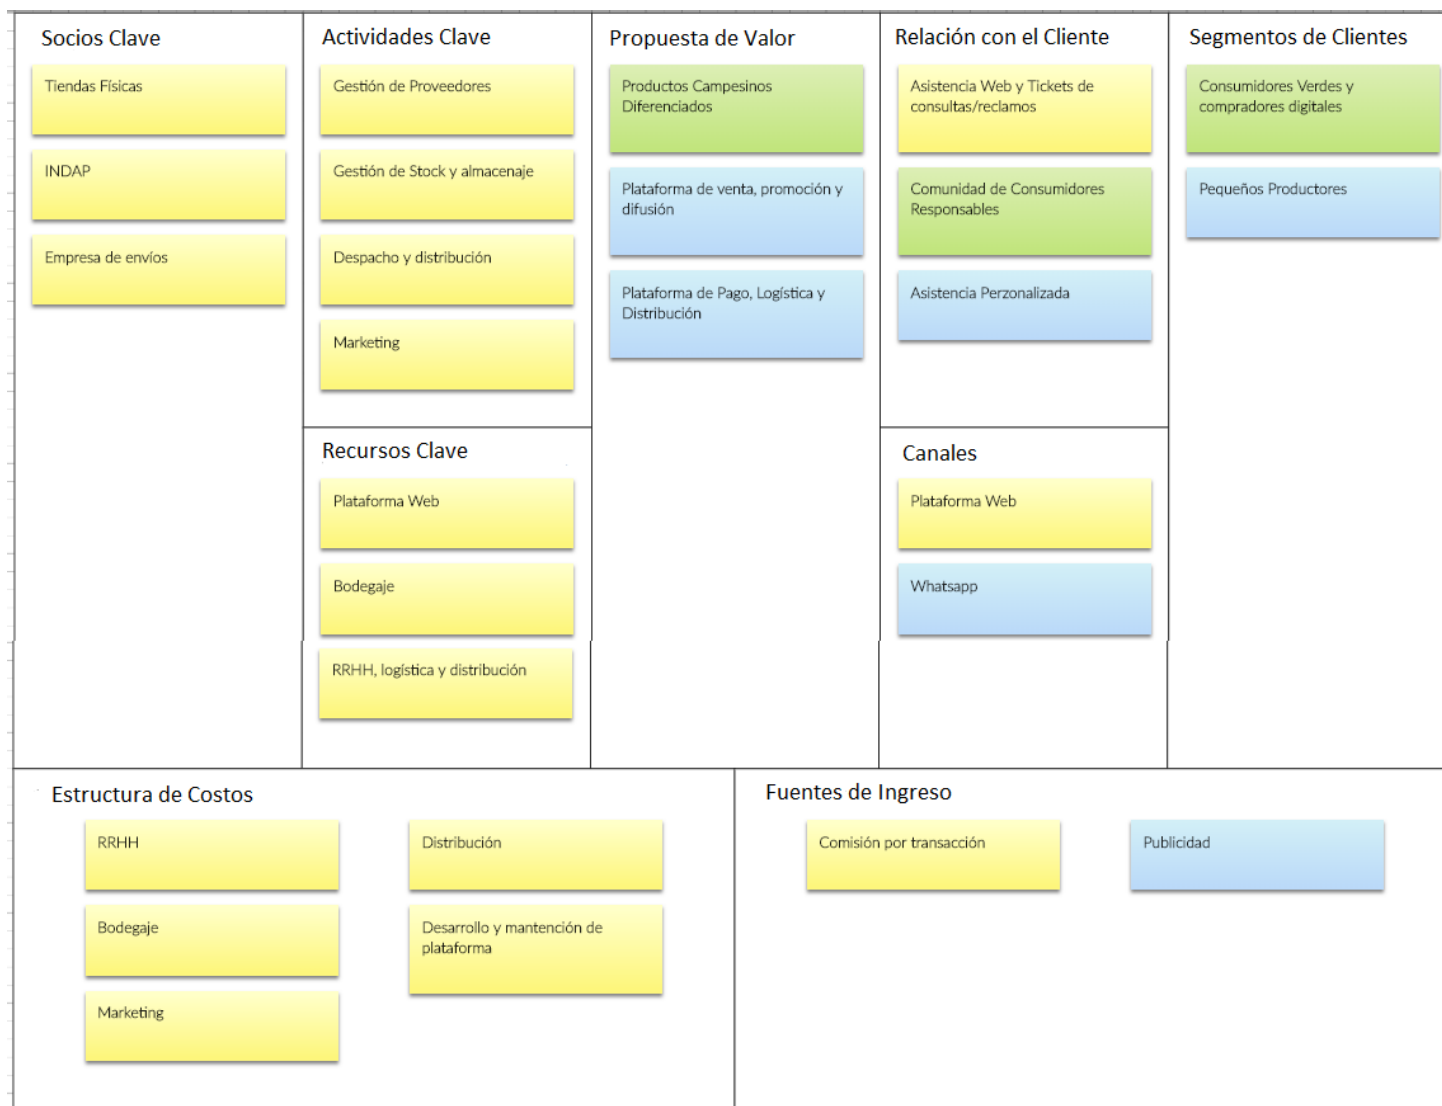 Socios Clave
Tiendas Físicas
INDAP
Empresa de envíos
Actividades Clave
Gestión de Proveedores
Gestión de Stock y almacenaje
Despacho y distribución
Marketing
Recursos Clave
Plataforma Web
Bodegaje
RRHH, logística y distribución
Propuesta de Valor
Productos Campesinos
Diferenciados
Plataforma de venta, promoción y
difusión
Plataforma de Pago, Logística y
Distribución
Relación con el Cliente
Asistencia Web y Tickets de
consultas/reclamos
Comunidad de Consumidores
Responsables
Asistencia Perzonalizada
Canales
Plataforma Web
Whatsapp
Segmentos de Clientes
Consumidores Verdes y
compradores digitales
Pequeños Productores
Estructura de Costos
RRHH
Bodegaje
Marketing
Distribución
Desarrollo y mantención de
plataforma
Fuentes de Ingreso
Comisión por transacción
Publicidad